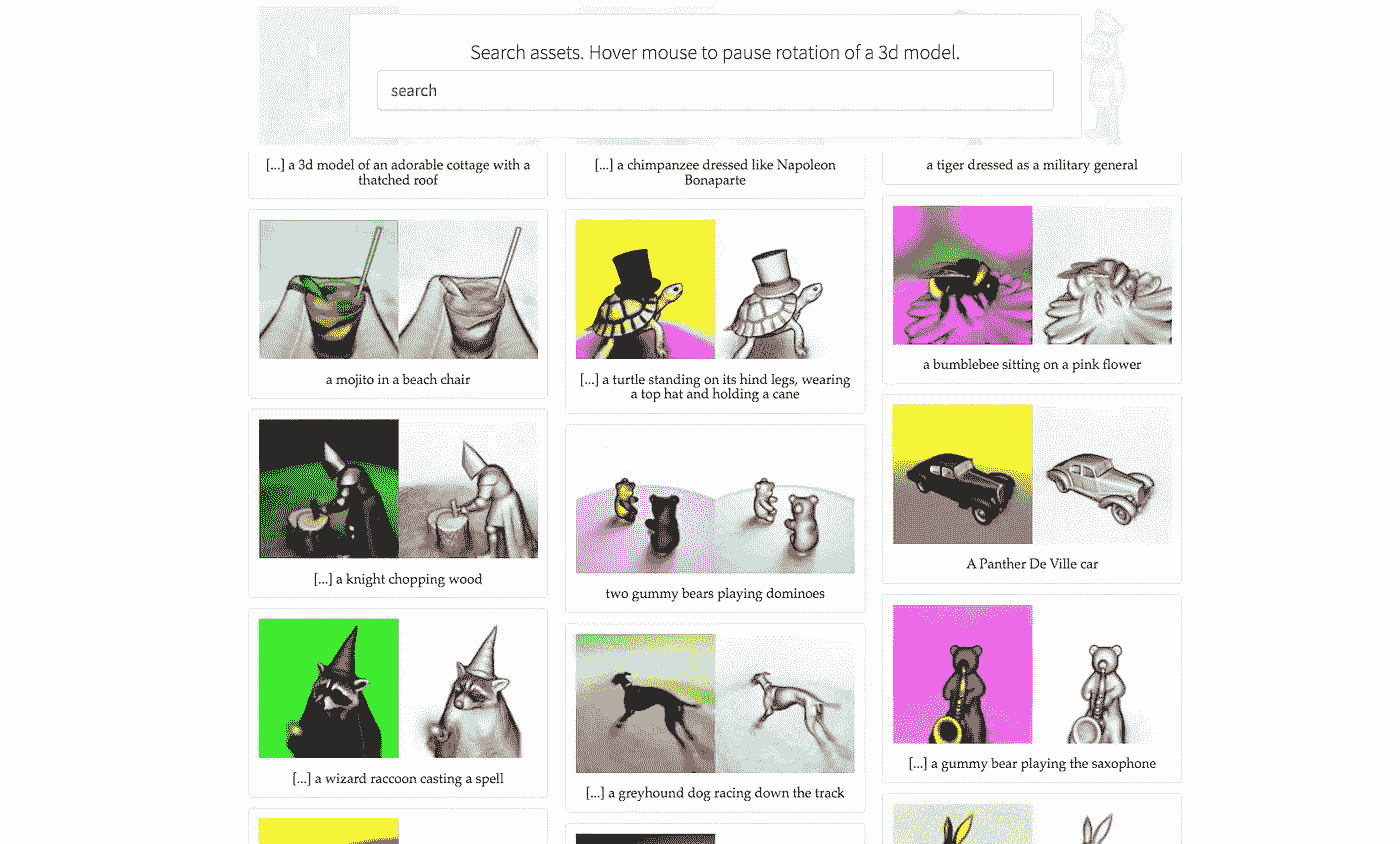 Search assets. Hover mouse to pause rotation of a 3d model.
search
[...] a 3d model of an adorable cottage with a
thatched roof
[...] a chimpanzee dressed like Napoleon
Bonaparte
a tiger dressed as a military general
a mojito in a beach chair
[...] a turtle standing on its hind legs, wearing
a top hat and holding a cane
a bumblebee sitting on a pink flower
[...] a knight chopping wood
two gummy bears playing dominoes
A Panther De Ville car
[...] a wizard raccoon casting a spell
[...] a greyhound dog racing down the track
[...] a gummy bear playing the saxophone